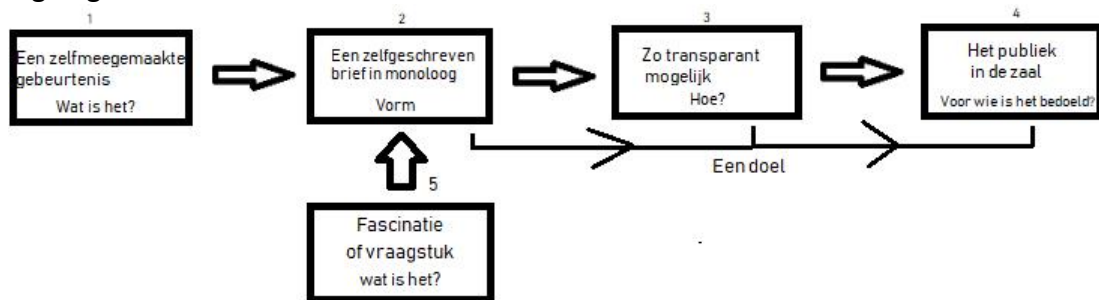 1
Een zelfmeegemaakte
gebeurtenis
Wat is het?
2
Een zelfgeschreven
brief in monoloog
Vorm
3
Zo transparant
mogelijk
Hoe?
4
Het publiek
in de zaal
Voor wie is het bedoeld?
Een doel
5
Fascinatie
of vraagstuk
wat is het?